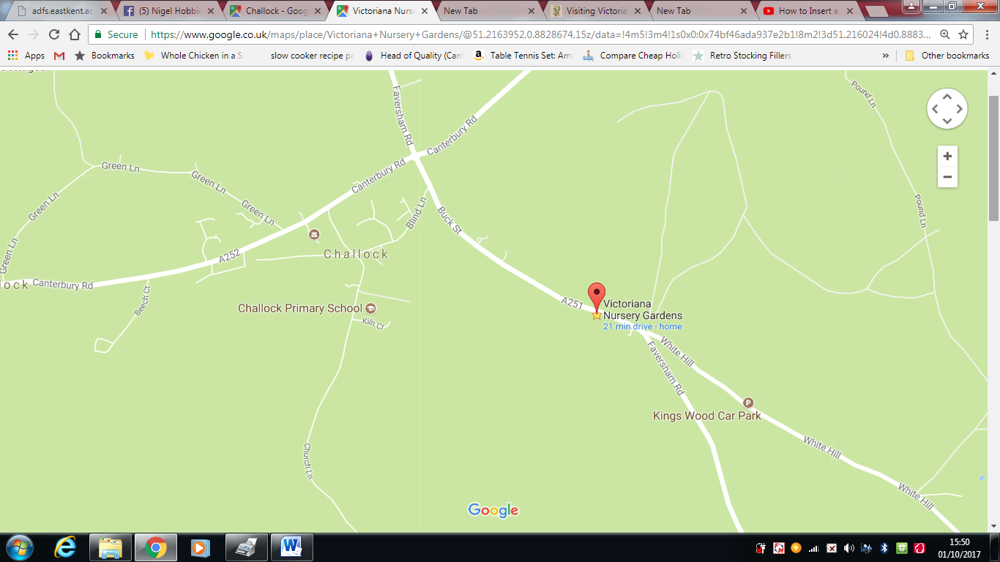 adfs.eastkent.ac
(5) Nigel Hobbi
Challock - Goog
Victoriana Nurs
New Tab
Visiting Victoria
New Tab
How to Insert a
Secure
https://www.google.co.uk/maps/place/Victoriana+Nursery+Gardens/@51.2163952,0.8828674,15z/data=!4m5!3m4!1s0x0:0x74bf46ada937e2b1!8m2!3d51.216024!4d0.8883...
Apps
Bookmarks
Whole Chicken in a S
slow cooker recipe pa
Head of Quality (Cant
Table Tennis Set: Ama
Compare Cheap Holid
Retro Stocking Fillers
»
Other bookmarks
Pound Ln
Faversham Rd
Canterbury Rd
Green Ln
Canterbury Rd
Green Ln
Green Ln
Green Ln
Blind Ln
Buck St
Pound Ln
Green Ln
A252
Challock
lock
Canterbury Rd
Beech Ct
Challock Primary School
Kiln Cl
A251
Victoriana
Nursery Gardens
21 min drive - home
White Hill
Faversham Rd
P
Kings Wood Car Park
White Hill
Church Ln
White Hill
Google
15:50
01/10/2017